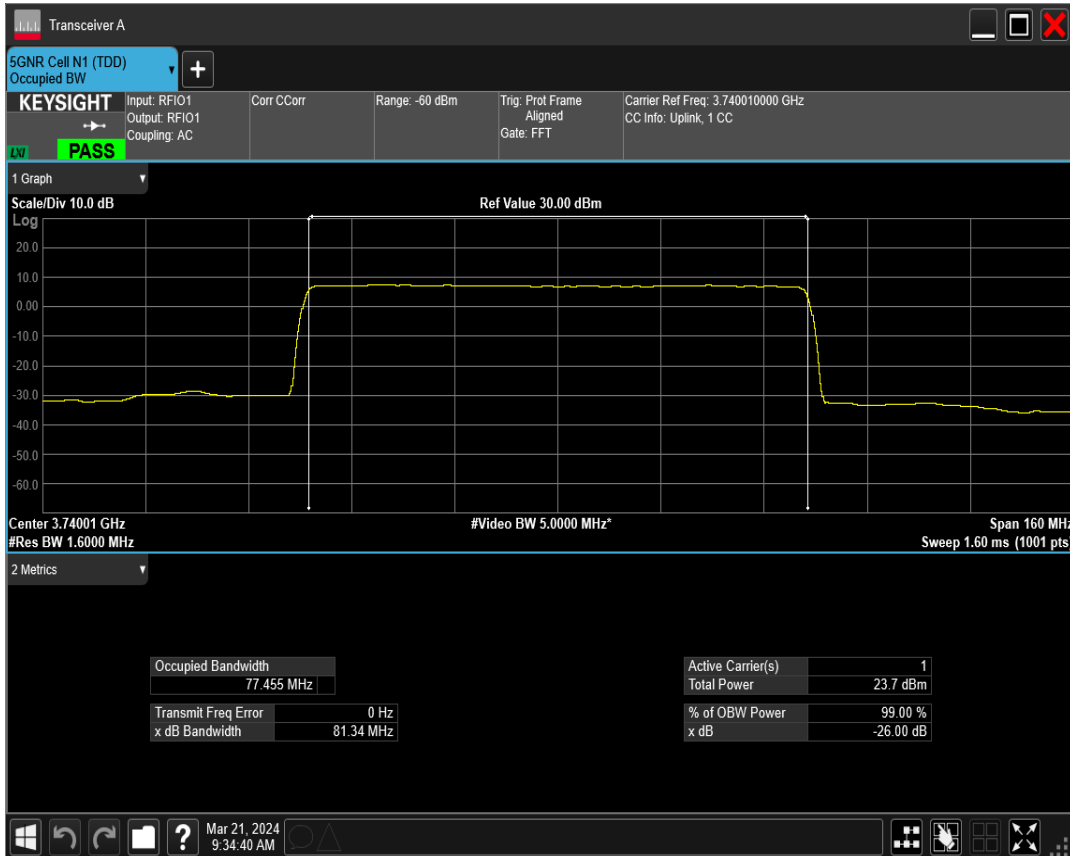 Transceiver A
5GNR Cell N1 (TDD)
Occupied BW
KEYSIGHT
LXI
PASS
Input: RFIO1
Output: RFIO1
Coupling: AC
Corr CCorr
Range: -60 dBm
Trig: Prot Frame
Aligned
Gate: FFT
Carrier Ref Freq: 3.740010000 GHz
CC Info: Uplink, 1 CC
1 Graph
Scale/Div 10.0 dB
Ref Value 30.00 dBm
Log
20.0
10.0
0.00
-10.0
-20.0
-30.0
-40.0
-50.0
-60.0
Center 3.74001 GHz
#Video BW 5.0000 MHz*
Span 160 MHz
#Res BW 1.6000 MHz
Sweep 1.60 ms (1001 pts)
2 Metrics
Occupied Bandwidth
77.455 MHz
Transmit Freq Error 0 Hz
x dB Bandwidth 81.34 MHz
Active Carrier(s) 1
Total Power 23.7 dBm
% of OBW Power 99.00 %
x dB -26.00 dB
?
Mar 21, 2024
9:34:40 AM